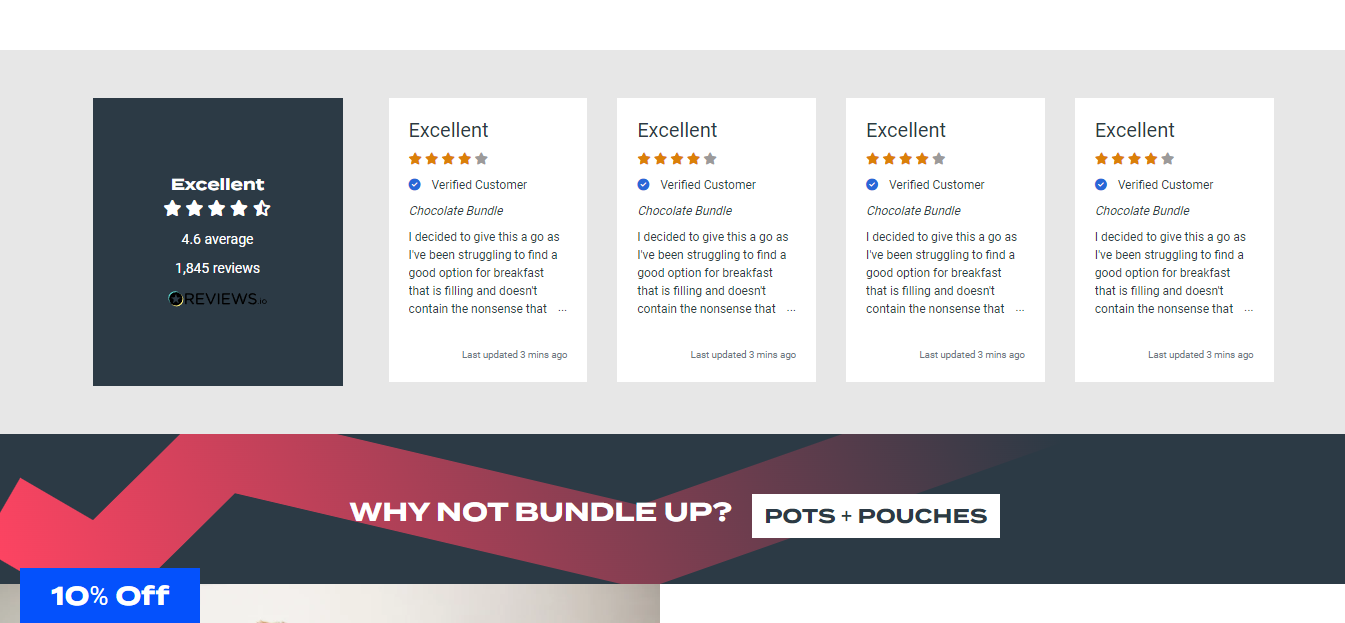 Excellent
4.6 average
1,845 reviews
REVIEWS.io
Excellent
Verified Customer
Chocolate Bundle
I decided to give this a go as
I've been struggling to find a
good option for breakfast
that is filling and doesn't
contain the nonsense that ...
Last updated 3 mins ago
Excellent
Verified Customer
Chocolate Bundle
I decided to give this a go as
I've been struggling to find a
good option for breakfast
that is filling and doesn't
contain the nonsense that ...
Last updated 3 mins ago
Excellent
Verified Customer
Chocolate Bundle
I decided to give this a go as
I've been struggling to find a
good option for breakfast
that is filling and doesn't
contain the nonsense that ...
Last updated 3 mins ago
Excellent
Verified Customer
Chocolate Bundle
I decided to give this a go as
I've been struggling to find a
good option for breakfast
that is filling and doesn't
contain the nonsense that ...
Last updated 3 mins ago
WHY NOT BUNDLE UP? POTS + POUCHES
10% Off